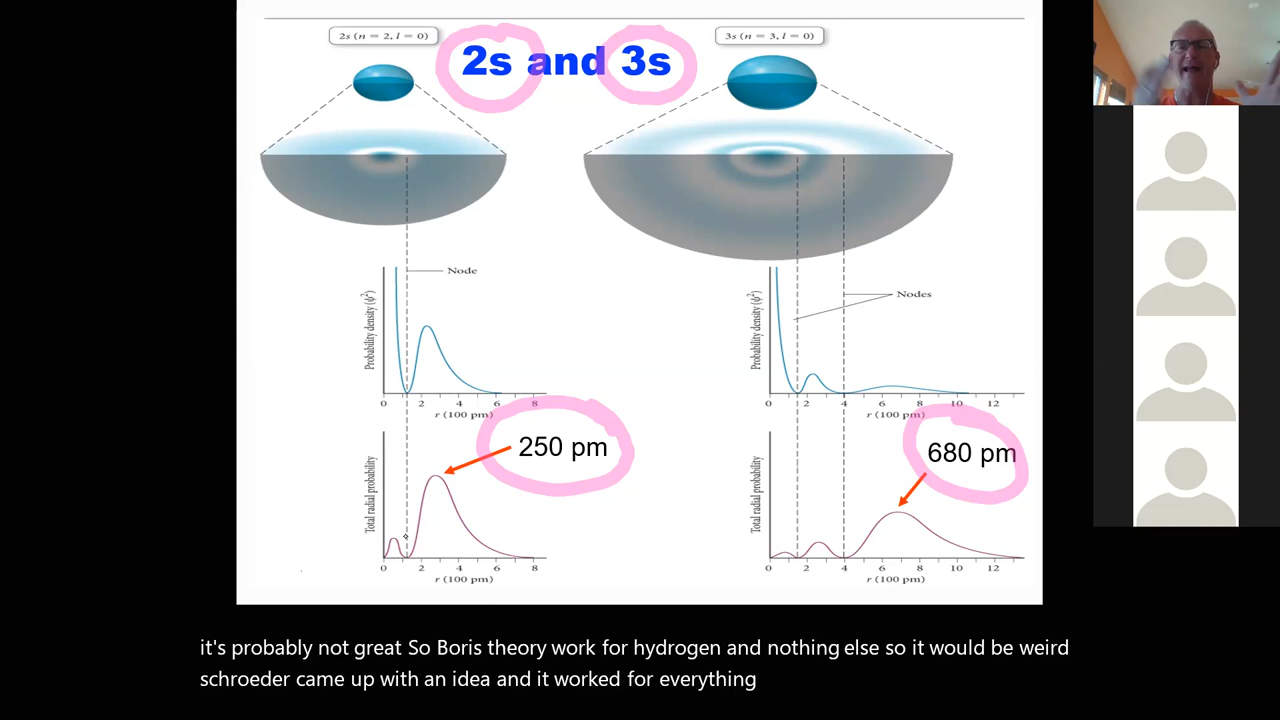 2s (n = 2, l = 0)
2s and 3s
3s (n = 3, l = 0)
Node
Probability density (ψ²)
0 2 4 6 8
r (100 pm)
Nodes
Probability density (ψ²)
0 2 4 6 8 10 12
r (100 pm)
250 pm
Total radial probability
0 2 4 6 8
r (100 pm)
680 pm
Total radial probability
0 2 4 6 8 10 12
r (100 pm)
it's probably not great So Boris theory work for hydrogen and nothing else so it would be weird
schroeder came up with an idea and it worked for everything